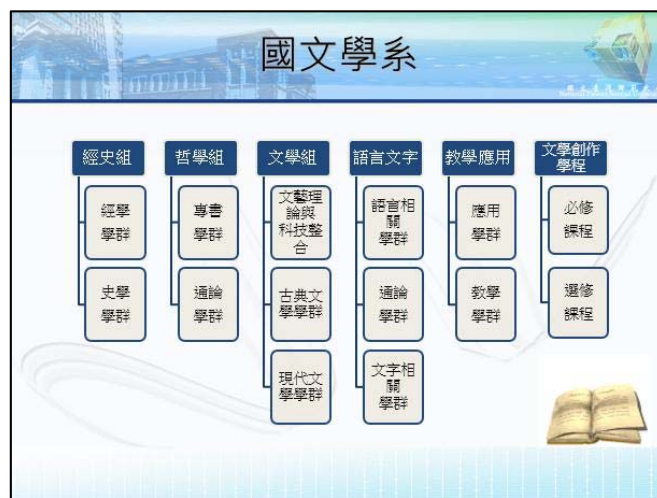 國文學系
經史組
經學
學群
史學
學群
哲學組
專書
學群
通論
學群
文學組
文藝理
論與
科技整
合
古典文
學學群
現代文
學學群
語言文字
語言相
關
學群
通論
學群
文字相
關
學群
教學應用
應用
學群
教學
學群
文學創作
學程
必修
課程
選修
課程